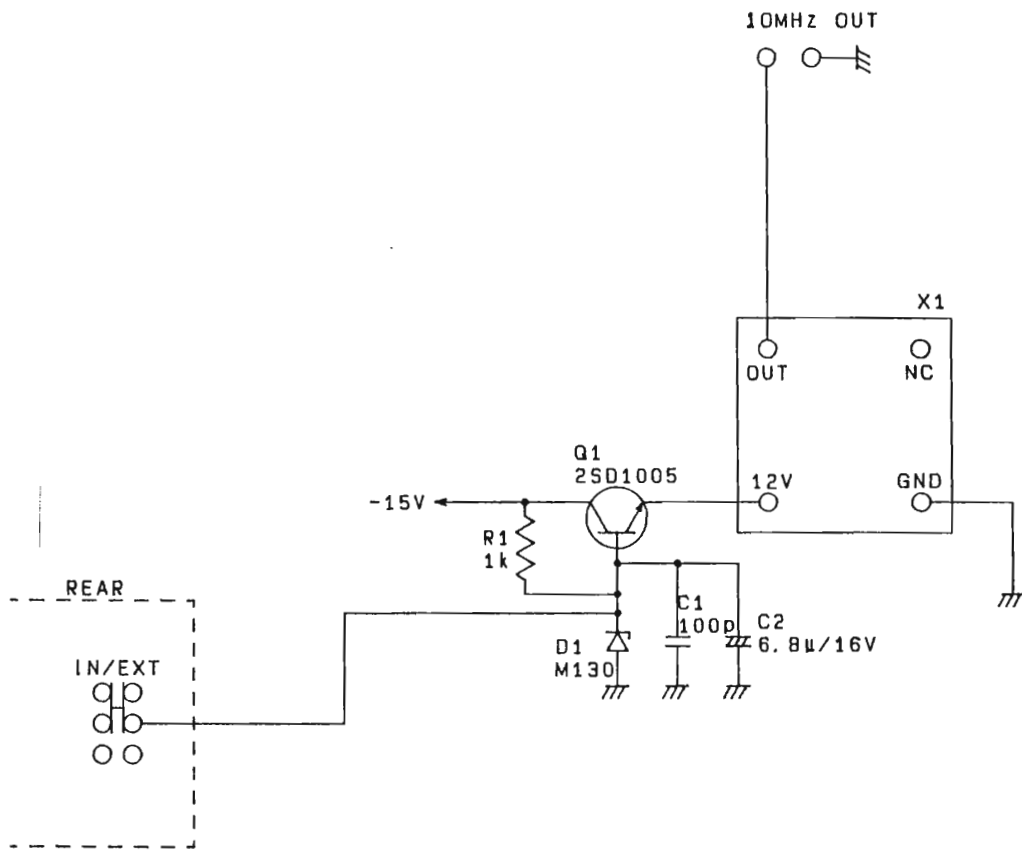 10MHz OUT
X1
OUT
NC
Q1
2SD1005
12V
GND
-15V
R1
1k
REAR
C1
100p
C2
6.8μ/16V
D1
M130
IN/EXT